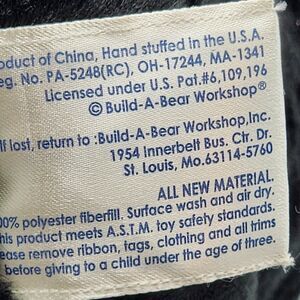 oduct of China, Hand stuffed in the U.S.A.
eg. No. PA-5248(RC), OH-17244, MA-1341
Licensed under U.S. Pat.#6,109,196
© Build-A-Bear Workshop®
If lost, return to :Build-A-Bear Workshop,Inc.
1954 Innerbelt Bus. Ctr. Dr.
St. Louis, Mo.63114-5760
ALL NEW MATERIAL.
00% polyester fiberfill. Surface wash and air dry.
his product meets A.S.T.M. toy safety standards.
ease remove ribbon, tags, clothing and all trims
before giving to a child under the age of three.